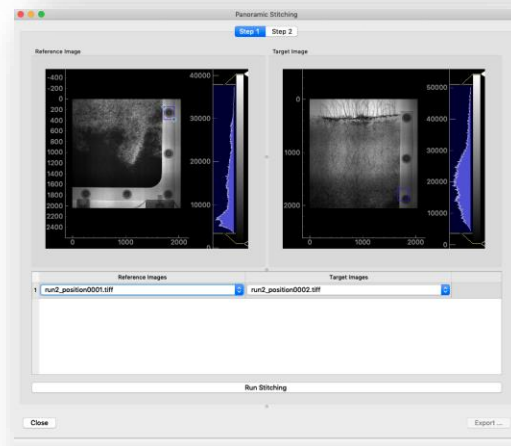 Panoramic Stitching
Step 1 Step 2
Reference Image
Target Image
-400
-200
0
200
400
600
800
1000
1200
1400
1600
1800
2000
2200
2400
0 1000 2000
40000
30000
20000
10000
0
0
1000
2000
0 1000 2000
50000
40000
30000
20000
10000
0
Reference Images Target Images
1 run2_position0001.tiff run2_position0002.tiff
Run Stitching
Close Export ...